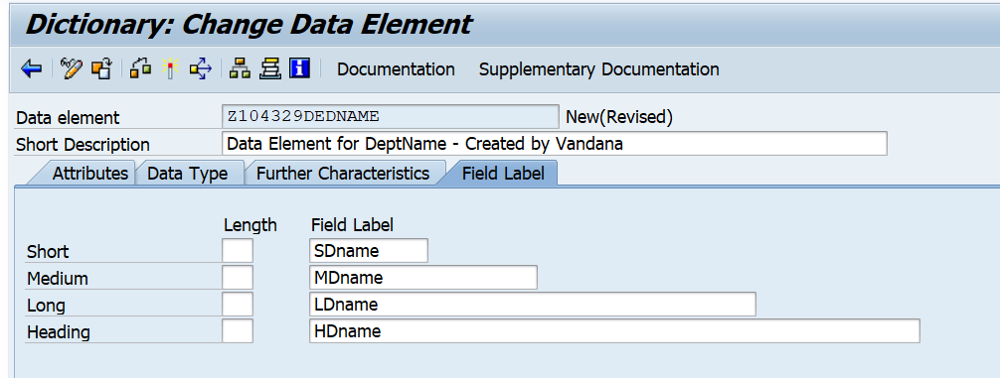 Dictionary: Change Data Element
Documentation Supplementary Documentation
Data element Z104329DEDNAME New(Revised)
Short Description Data Element for DeptName - Created by Vandana
Attributes Data Type Further Characteristics Field Label
Length Field Label
Short SDname
Medium MDname
Long LDname
Heading HDname